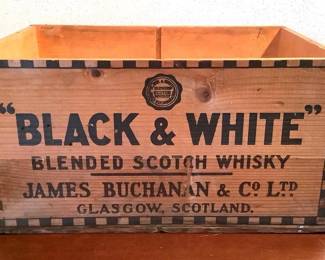 "BLACK & WHITE"
BLENDED SCOTCH WHISKY
JAMES BUCHANAN & CO LTD
GLASGOW, SCOTLAND.